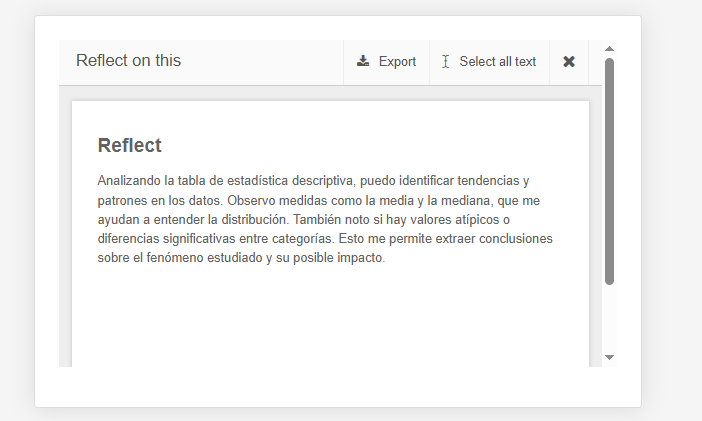 Reflect on this
Export
Select all text
Reflect
Analizando la tabla de estadística descriptiva, puedo identificar tendencias y
patrones en los datos. Observo medidas como la media y la mediana, que me
ayudan a entender la distribución. También noto si hay valores atípicos o
diferencias significativas entre categorías. Esto me permite extraer conclusiones
sobre el fenómeno estudiado y su posible impacto.